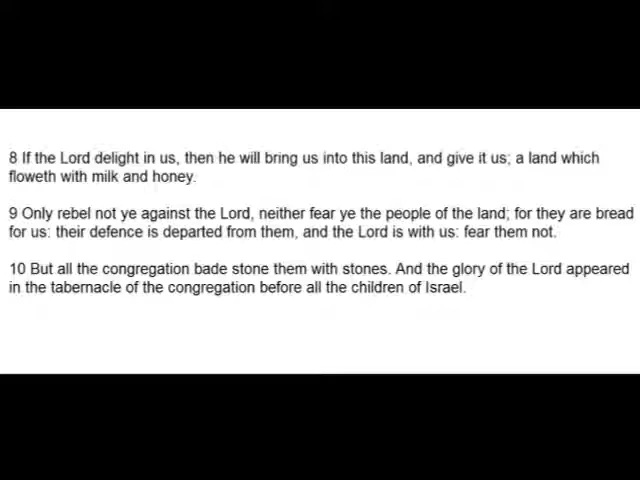 8 If the Lord delight in us, then he will bring us into this land, and give it us; a land which
floweth with milk and honey.
9 Only rebel not ye against the Lord, neither fear ye the people of the land; for they are bread
for us: their defence is departed from them, and the Lord is with us: fear them not.
10 But all the congregation bade stone them with stones. And the glory of the Lord appeared
in the tabernacle of the congregation before all the children of Israel.